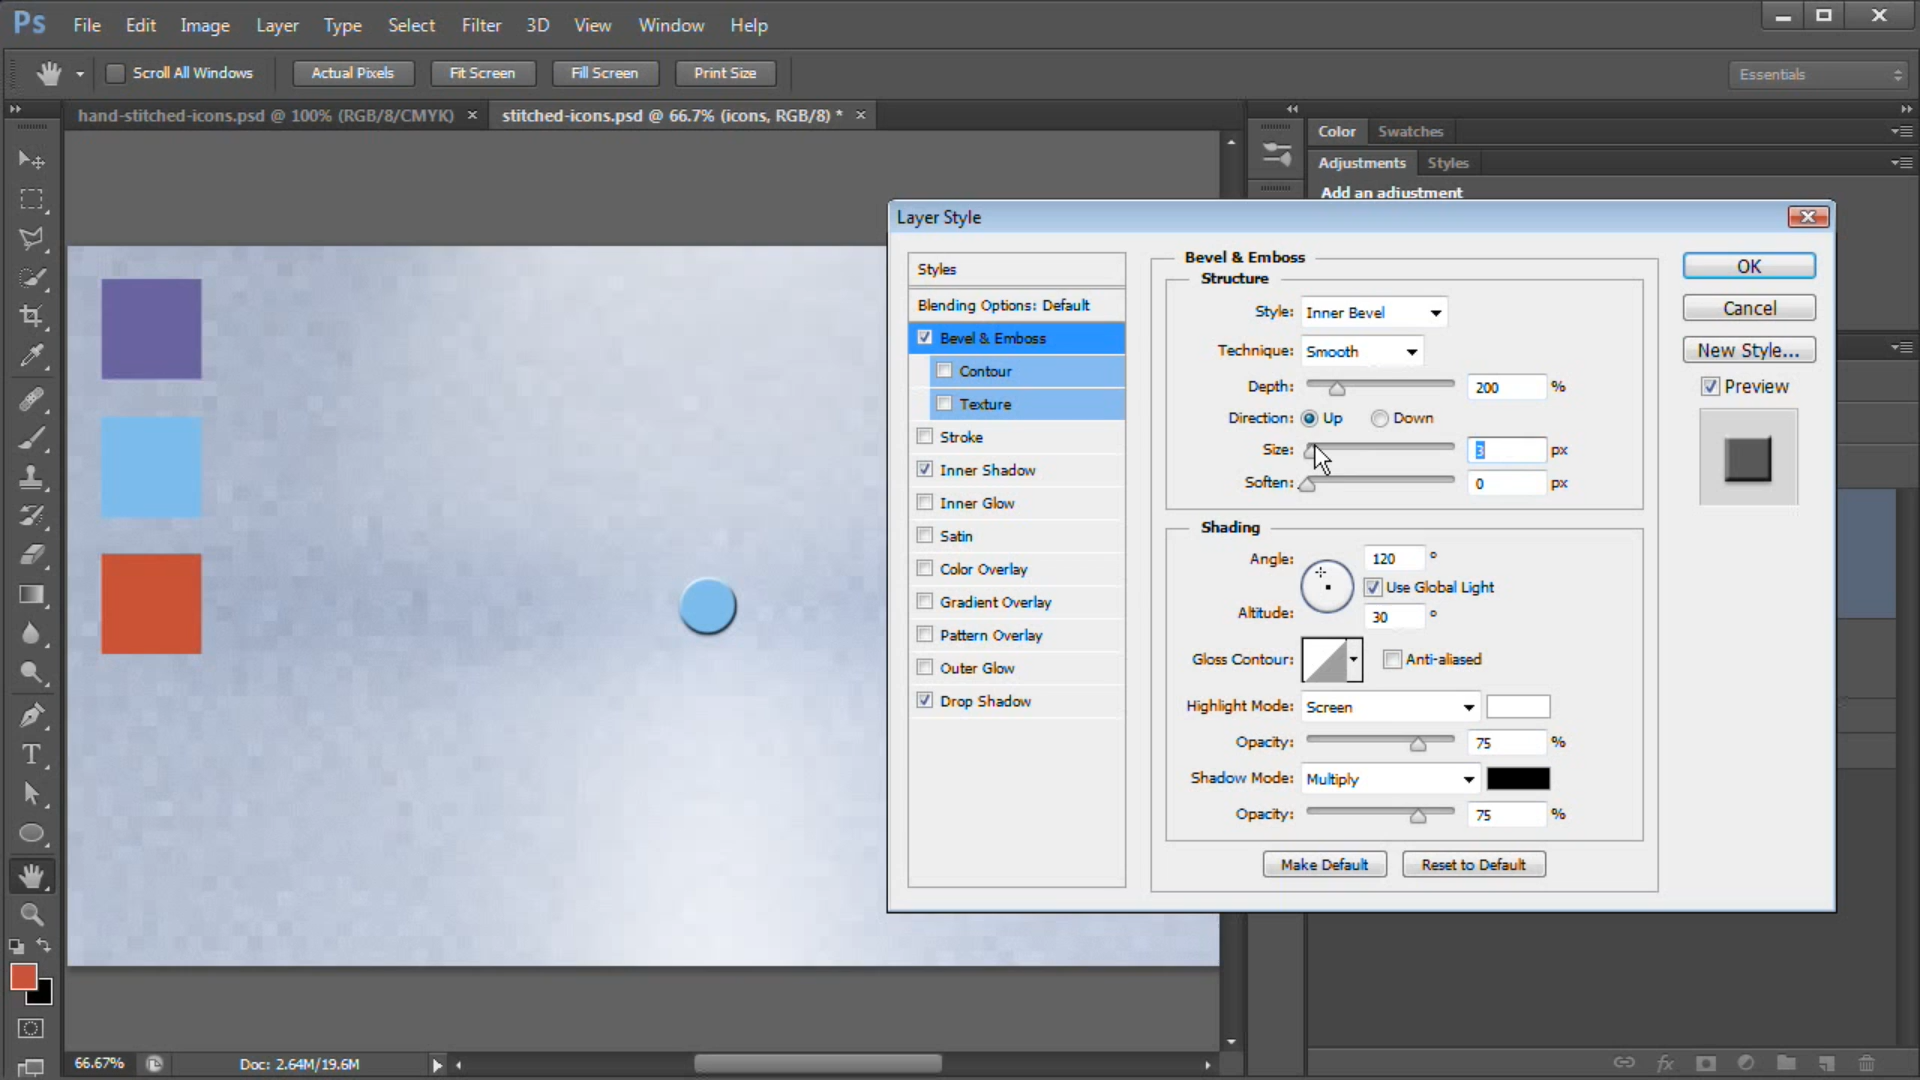 Ps File Edit Image Layer Type Select Filter 3D View Window Help
Scroll All Windows Actual Pixels Fit Screen Fill Screen Print Size Essentials
hand-stitched-icons.psd @ 100% (RGB/8/CMYK) × stitched-icons.psd @ 66.7% (icons, RGB/8) * ×
Color Swatches
Adjustments Styles
Add an adjustment
Layer Style
Styles
Blending Options: Default
Bevel & Emboss
Contour
Texture
Stroke
Inner Shadow
Inner Glow
Satin
Color Overlay
Gradient Overlay
Pattern Overlay
Outer Glow
Drop Shadow
Bevel & Emboss
Structure
Style: Inner Bevel
Technique: Smooth
Depth: 200 %
Direction: Up Down
Size: 3 px
Soften: 0 px
Shading
Angle: 120 °
Use Global Light
Altitude: 30 °
Gloss Contour: Anti-aliased
Highlight Mode: Screen
Opacity: 75 %
Shadow Mode: Multiply
Opacity: 75 %
Make Default Reset to Default
OK
Cancel
New Style...
Preview
T
66.67% Doc: 2.64M/19.6M
fx